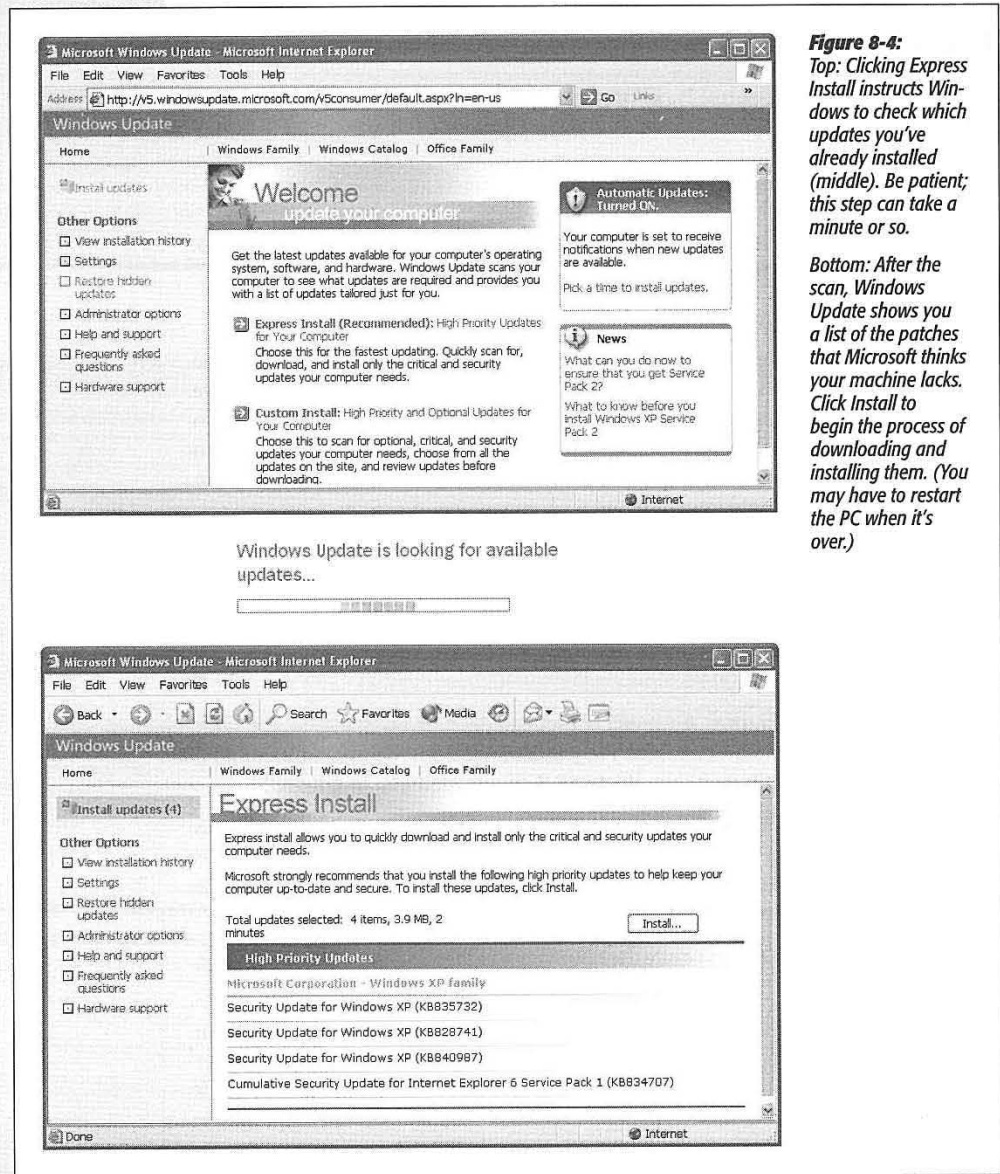 Microsoft Windows Update - Microsoft Internet Explorer
File Edit View Favorites Tools Help
Address http://v5.windowsupdate.microsoft.com/v5consumer/default.aspx?ln=en-us Go Links »
Windows Update
Home | Windows Family | Windows Catalog | Office Family
Install updates
Other Options
View installation history
Settings
Restore hidden
updates
Administrator options
Help and support
Frequently asked
questions
Hardware support
Welcome
update your computer
Get the latest updates available for your computer's operating
system, software, and hardware. Windows Update scans your
computer to see what updates are required and provides you
with a list of updates tailored just for you.
Express Install (Recommended): High Priority Updates
for Your Computer
Choose this for the fastest updating. Quickly scan for,
download, and install only the critical and security
updates your computer needs.
Custom Install: High Priority and Optional Updates for
Your Computer
Choose this to scan for optional, critical, and security
updates your computer needs, choose from all the
updates on the site, and review updates before
downloading.
Automatic Updates:
Turned ON.
Your computer is set to receive
notifications when new updates
are available.
Pick a time to install updates.
News
What can you do now to
ensure that you get Service
Pack 2?
What to know before you
install Windows XP Service
Pack 2
Internet
Windows Update is looking for available
updates...
Microsoft Windows Update - Microsoft Internet Explorer
File Edit View Favorites Tools Help
Back Search Favorites Media
Windows Update
Home | Windows Family | Windows Catalog | Office Family
Install updates (4)
Other Options
View installation history
Settings
Restore hidden
updates
Administrator options
Help and support
Frequently asked
questions
Hardware support
Express Install
Express install allows you to quickly download and install only the critical and security updates your
computer needs.
Microsoft strongly recommends that you install the following high priority updates to help keep your
computer up-to-date and secure. To install these updates, click Install.
Total updates selected: 4 items, 3.9 MB, 2
minutes
Install...
High Priority Updates
Microsoft Corporation - Windows XP family
Security Update for Windows XP (KB835732)
Security Update for Windows XP (KB828741)
Security Update for Windows XP (KB840987)
Cumulative Security Update for Internet Explorer 6 Service Pack 1 (KB834707)
Done Internet
Figure 8-4:
Top: Clicking Express
Install instructs Win-
dows to check which
updates you've
already installed
(middle). Be patient;
this step can take a
minute or so.
Bottom: After the
scan, Windows
Update shows you
a list of the patches
that Microsoft thinks
your machine lacks.
Click Install to
begin the process of
downloading and
installing them. (You
may have to restart
the PC when it's
over.)